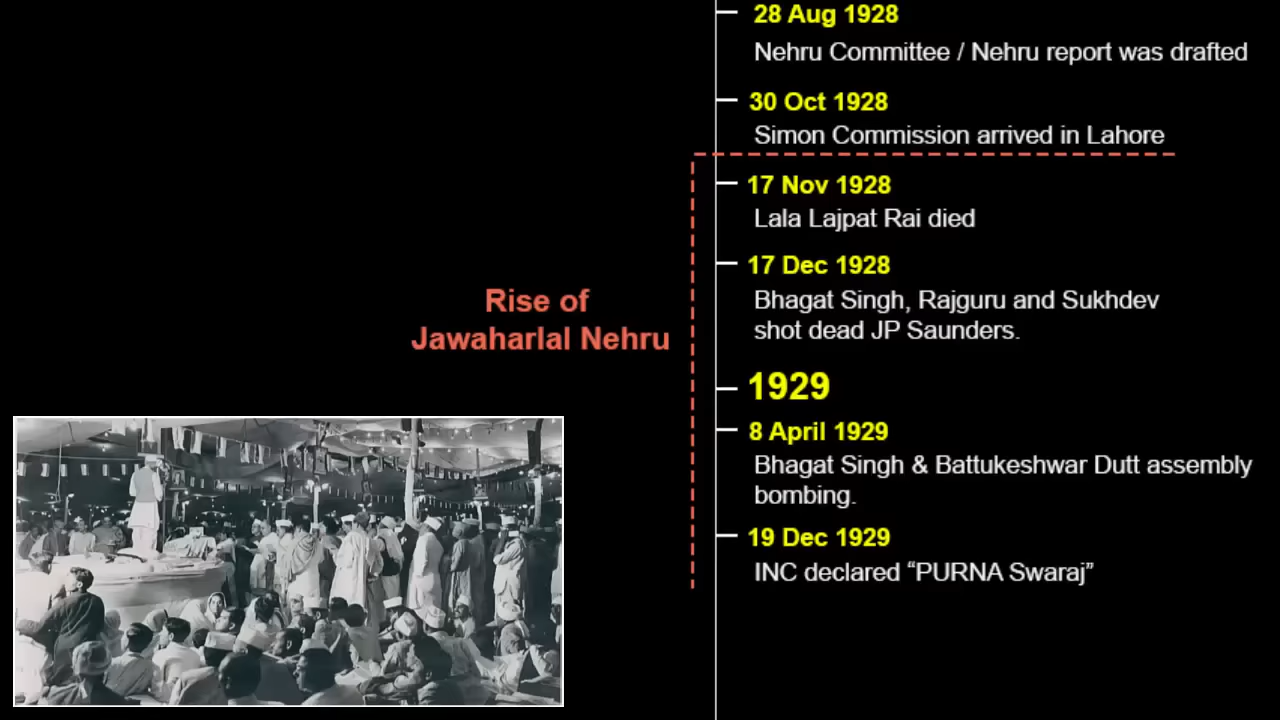 28 Aug 1928
Nehru Committee / Nehru report was drafted
30 Oct 1928
Simon Commission arrived in Lahore
17 Nov 1928
Lala Lajpat Rai died
17 Dec 1928
Bhagat Singh, Rajguru and Sukhdev
shot dead JP Saunders.
Rise of
Jawaharlal Nehru
1929
8 April 1929
Bhagat Singh & Battukeshwar Dutt assembly
bombing.
19 Dec 1929
INC declared “PURNA Swaraj”